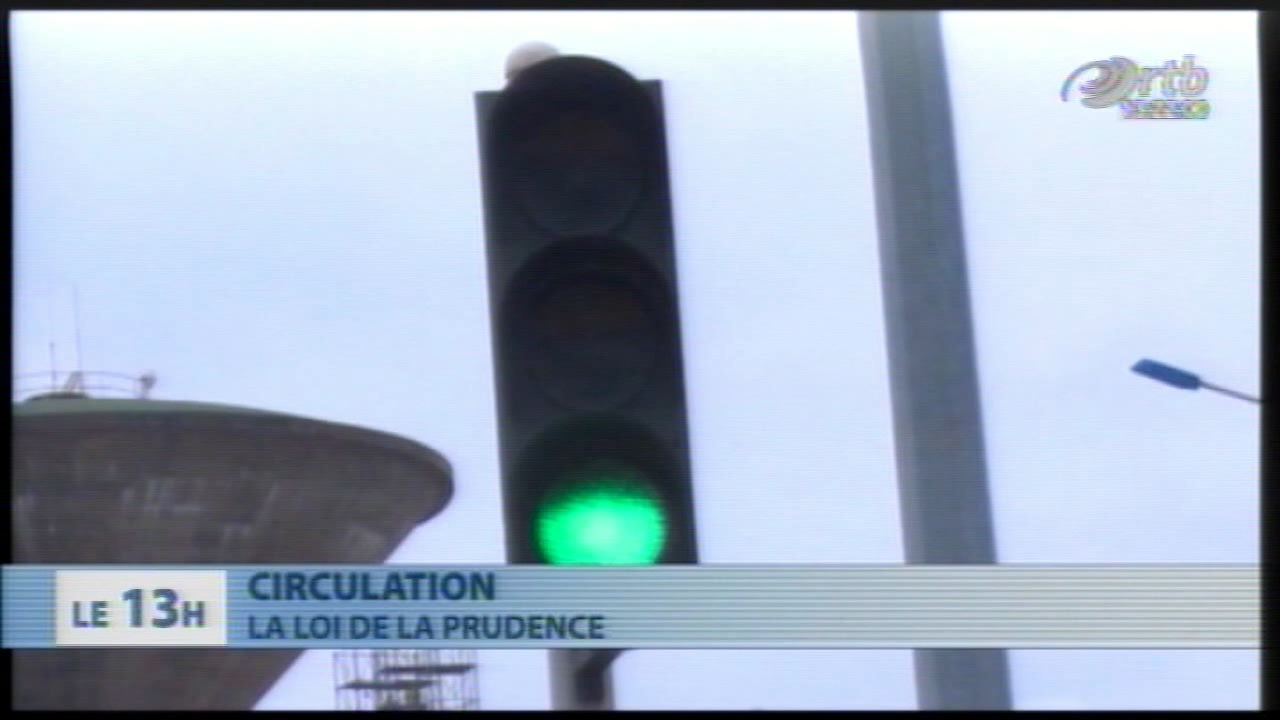 ortb
LE 13H
CIRCULATION
LA LOI DE LA PRUDENCE